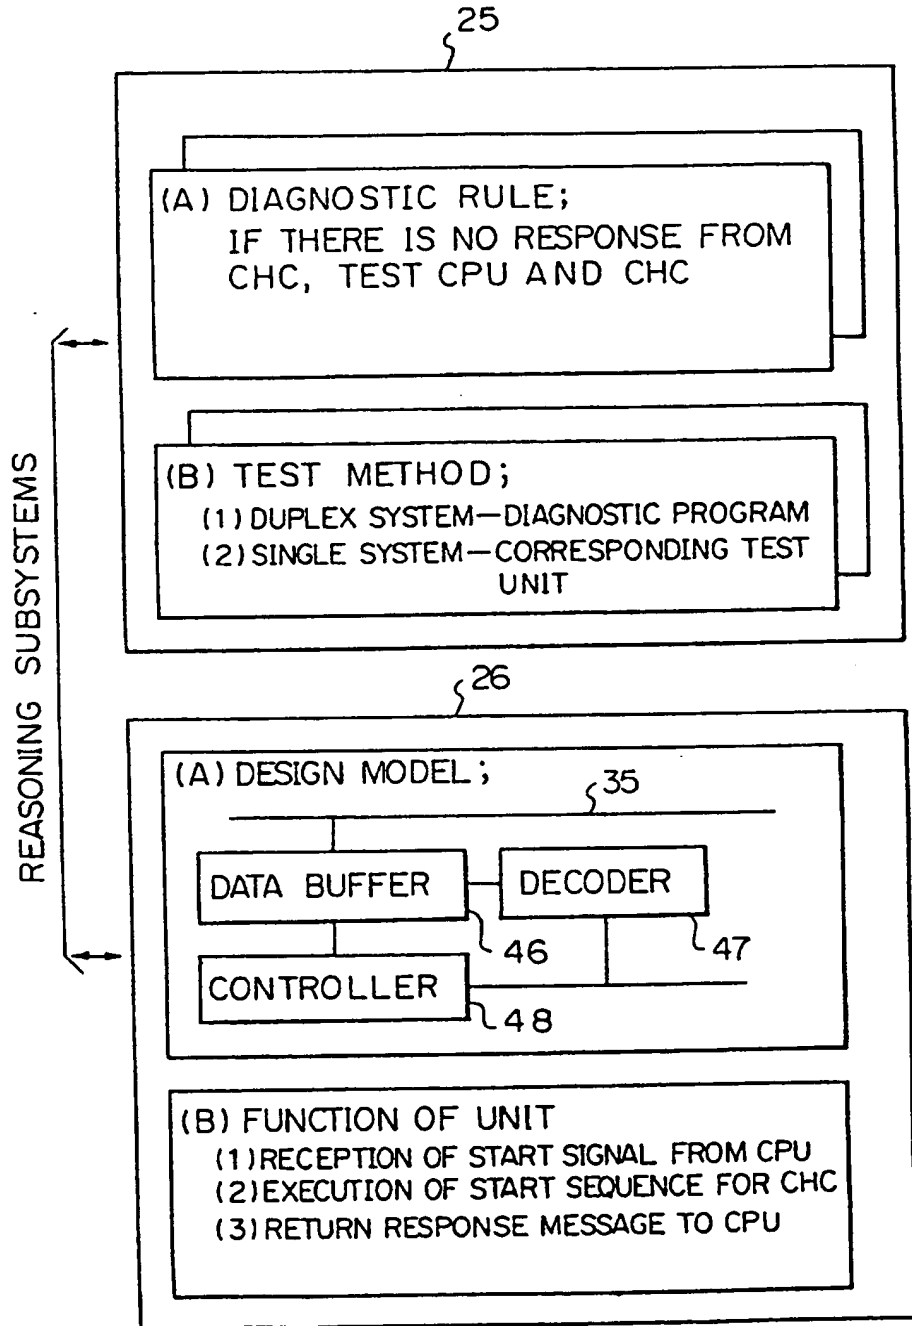 25
(A) DIAGNOSTIC RULE;
IF THERE IS NO RESPONSE FROM
CHC, TEST CPU AND CHC
(B) TEST METHOD;
(1) DUPLEX SYSTEM—DIAGNOSTIC PROGRAM
(2) SINGLE SYSTEM—CORRESPONDING TEST
UNIT
REASONING SUBSYSTEMS
26
(A) DESIGN MODEL;
35
DATA BUFFER
DECODER
46
47
CONTROLLER
48
(B) FUNCTION OF UNIT
(1) RECEPTION OF START SIGNAL FROM CPU
(2) EXECUTION OF START SEQUENCE FOR CHC
(3) RETURN RESPONSE MESSAGE TO CPU